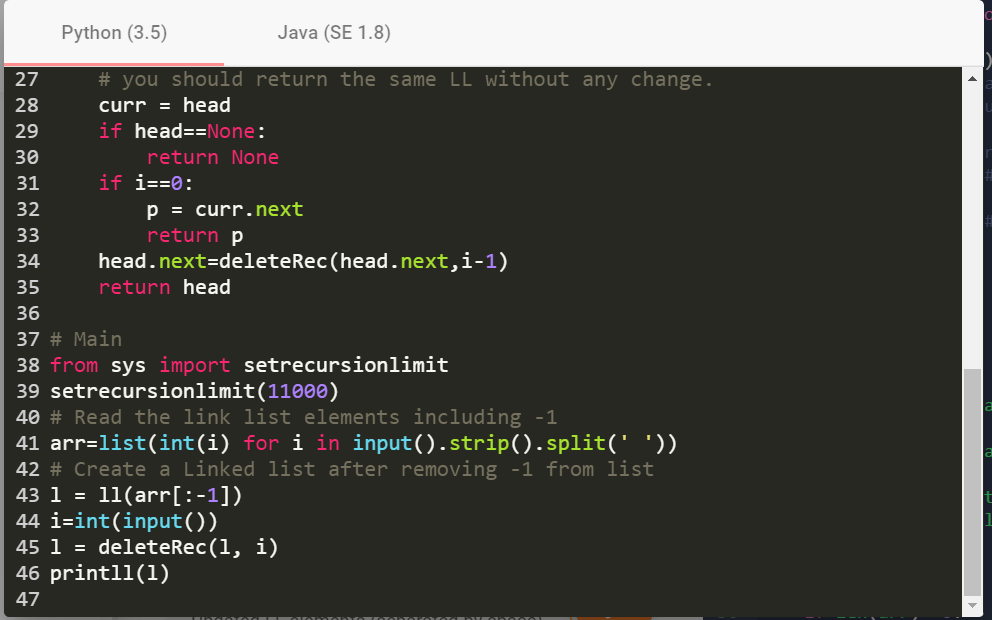 Python (3.5) Java (SE 1.8)
27 # you should return the same LL without any change.
28 curr = head
29 if head==None:
30 return None
31 if i==0:
32 p = curr.next
33 return p
34 head.next=deleteRec(head.next,i-1)
35 return head
36
37 # Main
38 from sys import setrecursionlimit
39 setrecursionlimit(11000)
40 # Read the link list elements including -1
41 arr=list(int(i) for i in input().strip().split(' '))
42 # Create a Linked list after removing -1 from list
43 l = ll(arr[:-1])
44 i=int(input())
45 l = deleteRec(l, i)
46 printll(l)
47